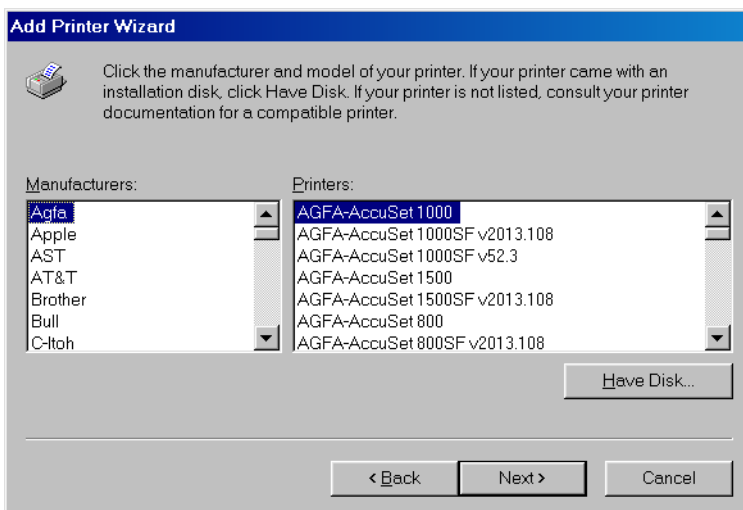 Add Printer Wizard
Click the manufacturer and model of your printer. If your printer came with an
installation disk, click Have Disk. If your printer is not listed, consult your printer
documentation for a compatible printer.
Manufacturers:
Agfa
Apple
AST
AT&T
Brother
Bull
C-Itoh
Printers:
AGFA-AccuSet 1000
AGFA-AccuSet 1000SF v2013.108
AGFA-AccuSet 1000SF v52.3
AGFA-AccuSet 1500
AGFA-AccuSet 1500SF v2013.108
AGFA-AccuSet 800
AGFA-AccuSet 800SF v2013.108
Have Disk...
< Back
Next >
Cancel